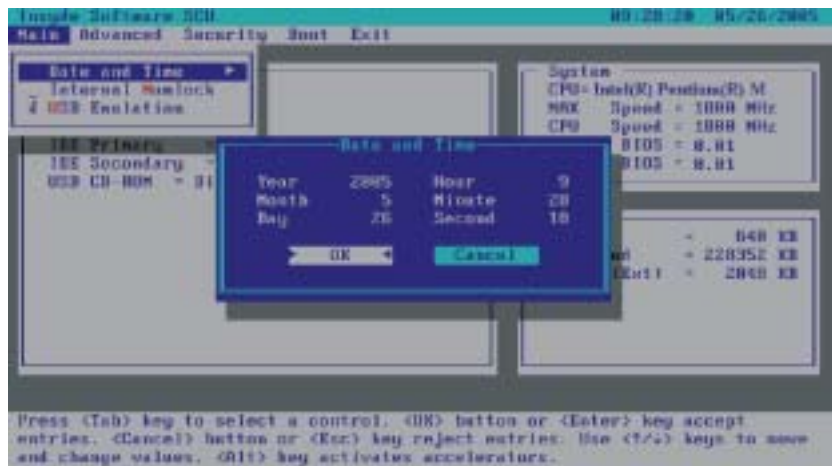 Insyde Software SCU 09:28:20 05/26/2005
Main Advanced Security Boot Exit
Date and Time
Internal Numlock
USB Emulation
IDE Primary
IDE Secondary -
USB CD-ROM -
System
CPU= Intel(R) Pentium(R) M
MAX Speed = 1000 MHz
CPU Speed = 1000 MHz
BIOS = 0.01
BIOS = 0.01
Date and Time
Year 2005 Hour 9
Month 5 Minute 28
Day 26 Second 18
OK Cancel
= 640 KB
= 228352 KB
= 2048 KB
Press <Tab> key to select a control. <OK> button or <Enter> key accept
entries. <Cancel> button or <Esc> key reject entries. Use <↑/↓> keys to move
and change values. <Alt> key activates accelerators.